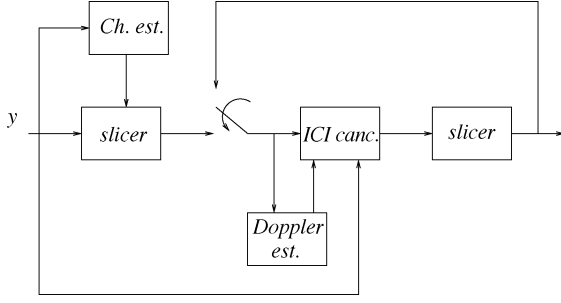 Ch. est.
y
slicer
ICI canc.
slicer
Doppler
est.